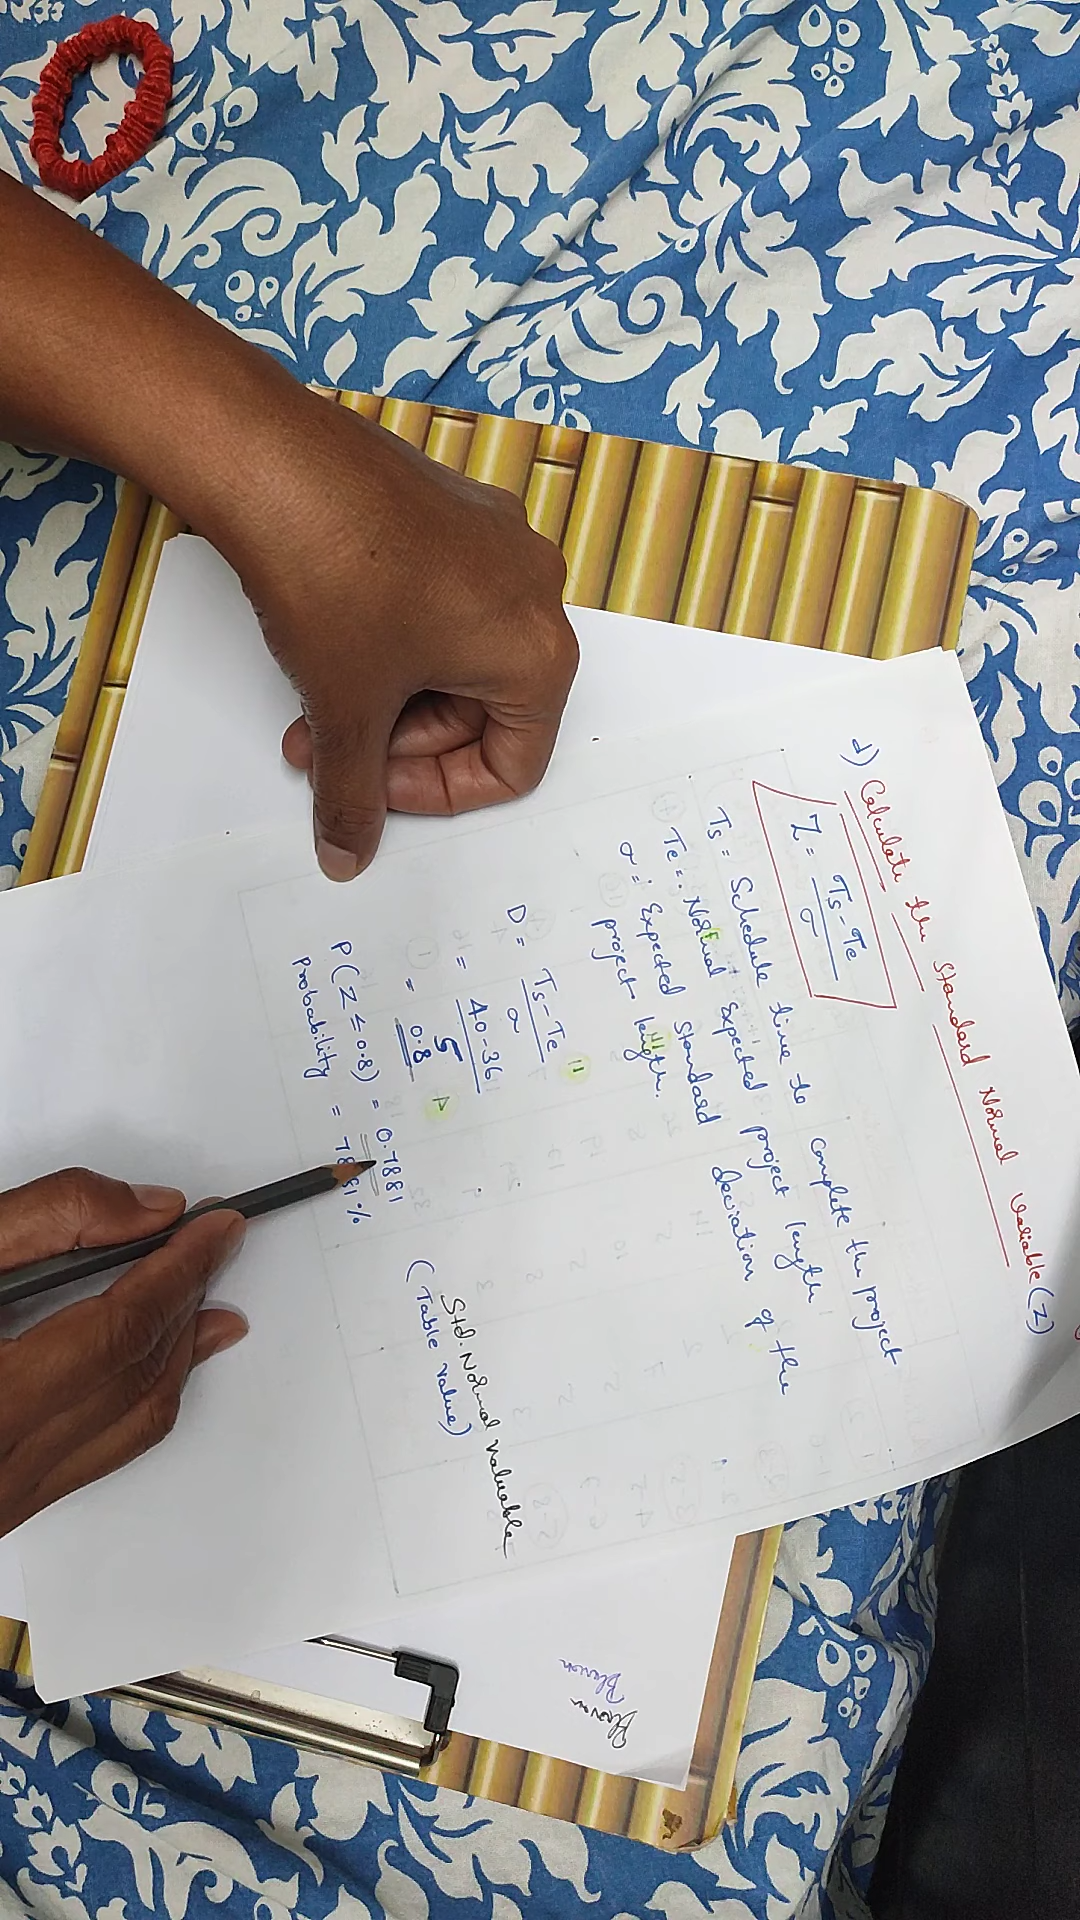 d) Calculate the Standard Normal Variable (Z)
Z = Ts - Te / σ
Ts = Schedule time to complete the project
Te = Normal Expected project length
σ = Expected Standard deviation of the
project length.
D = Ts - Te / σ
= 40 - 36 / 5
= 0.8
P(Z ≤ 0.8) = 0.7881
Probability = 78.81%
Std. Normal Valuable
(Table value)